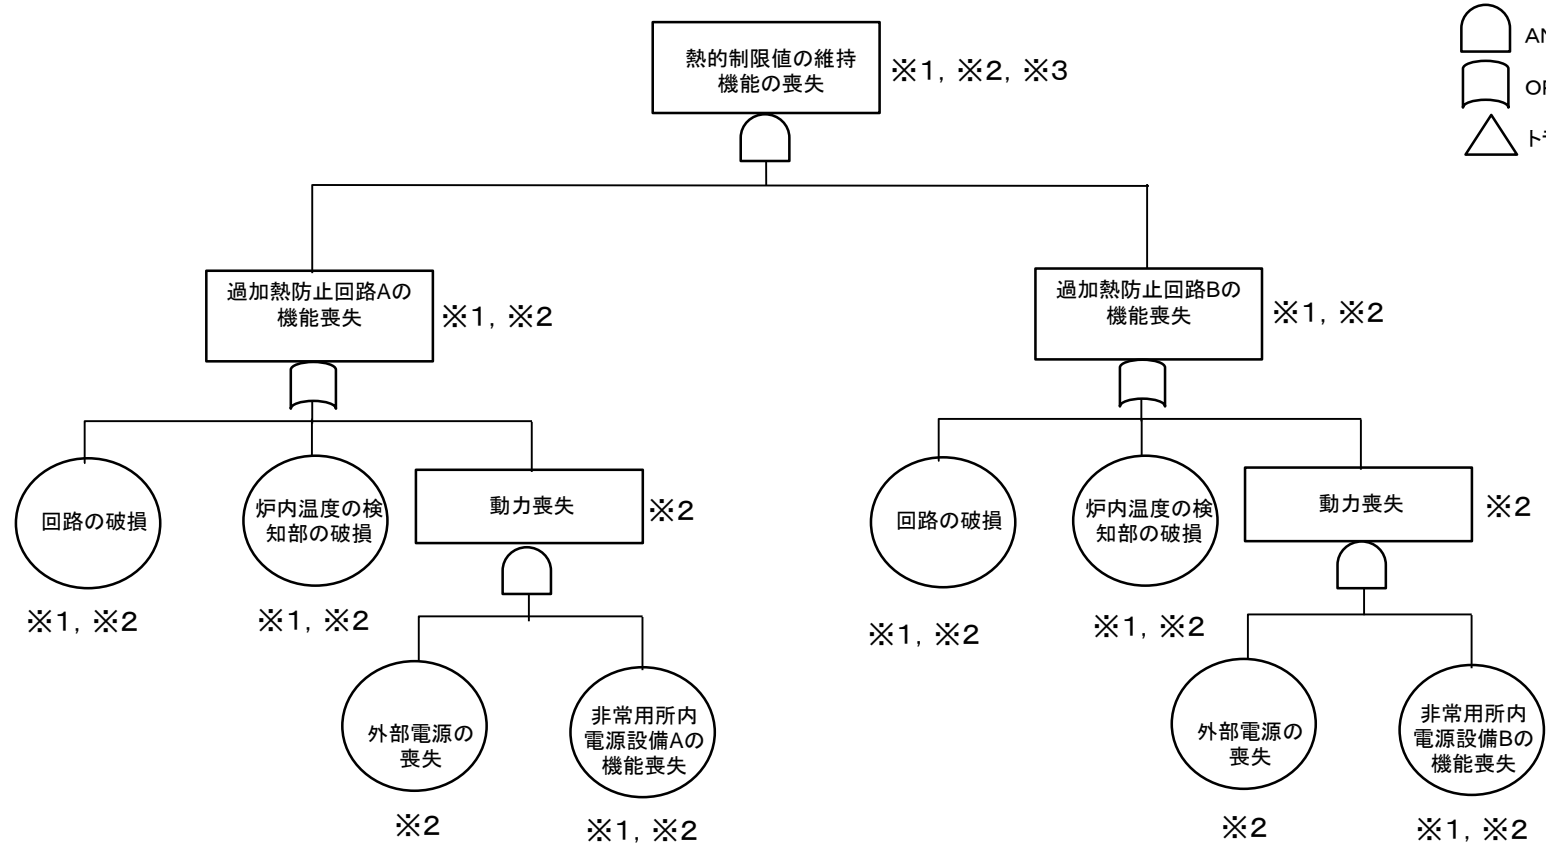 熱的制限値の維持
機能の喪失
※1, ※2, ※3
AN
OR
ﾄﾗ
過加熱防止回路Aの
機能喪失
※1, ※2
過加熱防止回路Bの
機能喪失
※1, ※2
回路の破損
※1, ※2
炉内温度の検
知部の破損
※1, ※2
動力喪失
※2
外部電源の
喪失
※2
非常用所内
電源設備Aの
機能喪失
※1, ※2
回路の破損
※1, ※2
炉内温度の検
知部の破損
※1, ※2
動力喪失
※2
外部電源の
喪失
※2
非常用所内
電源設備Bの
機能喪失
※1, ※2